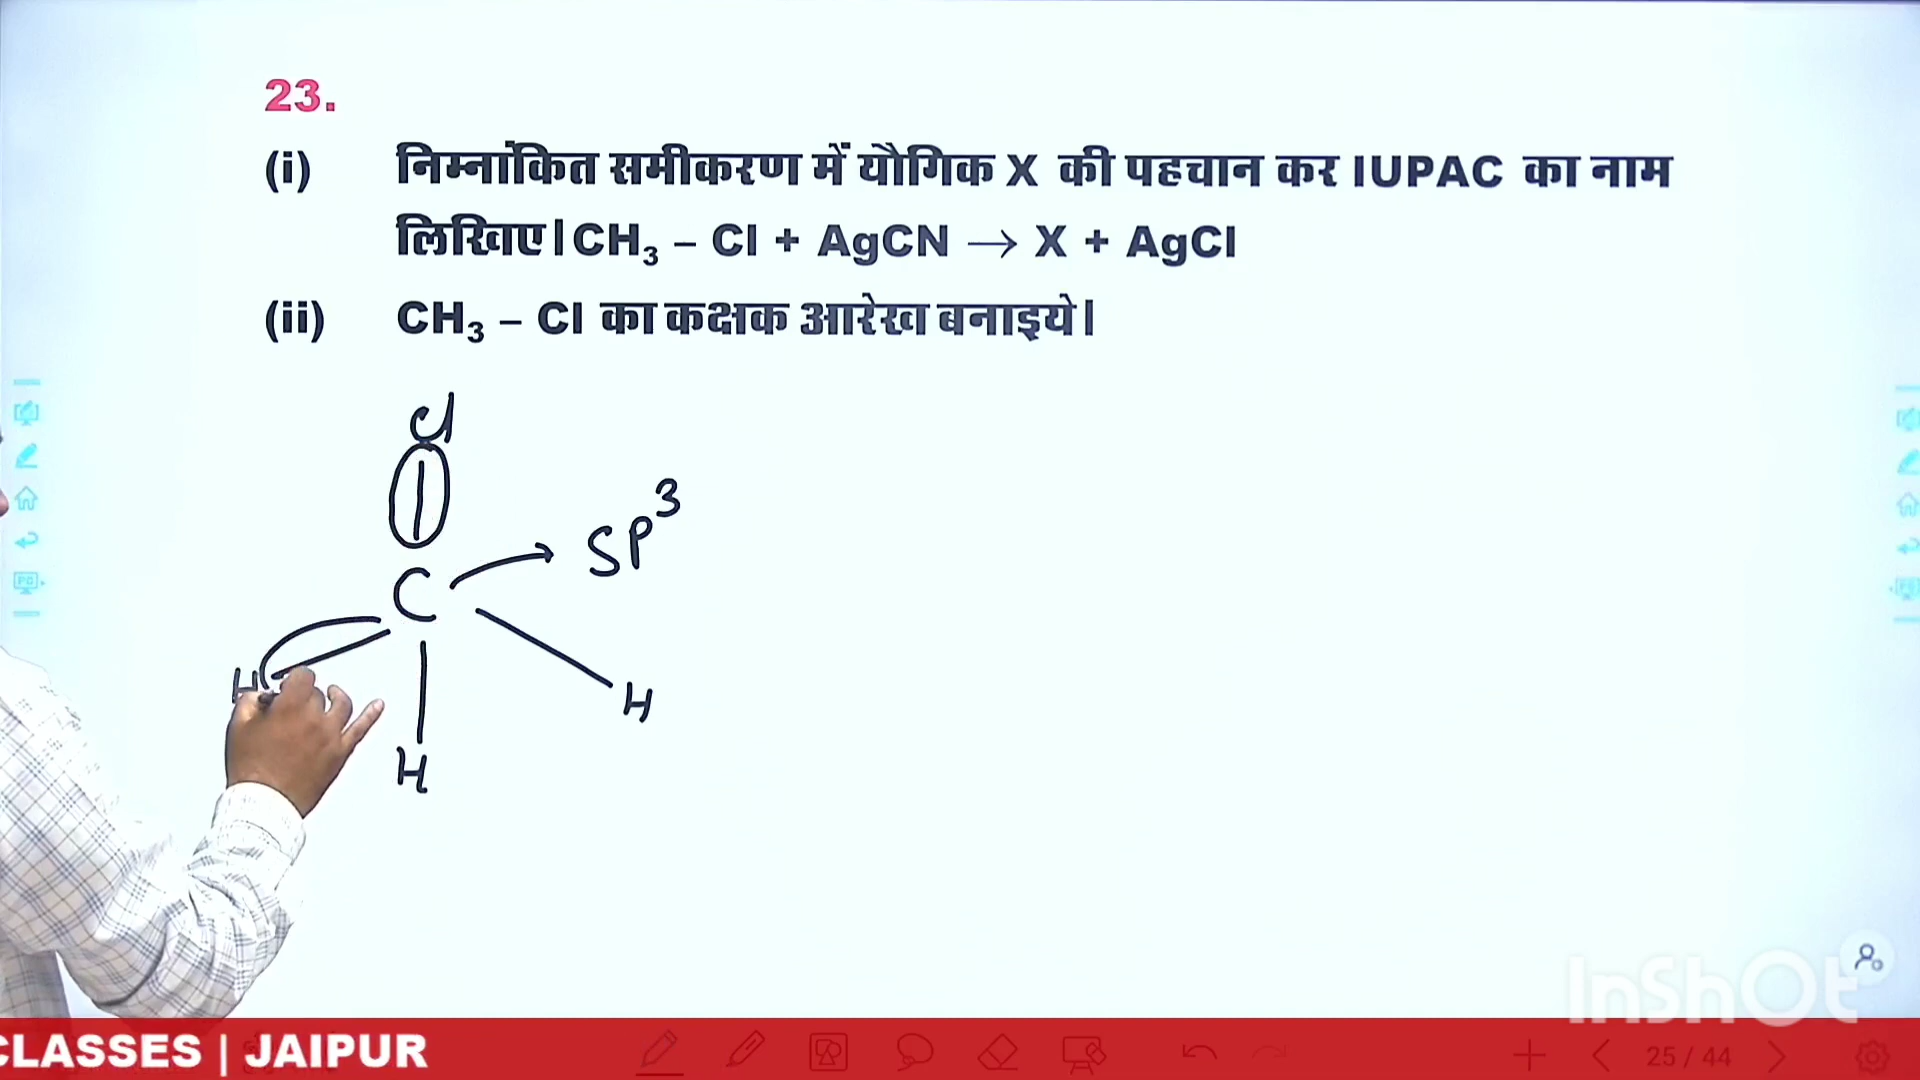 23.
(i) निम्नांकित समीकरण में यौगिक X की पहचान कर IUPAC का नाम
लिखिए। CH₃ – Cl + AgCN → X + AgCl
(ii) CH₃ – Cl का कक्षक आरेख बनाइये।
Cl
SP³
C
H
H
H
InShOt
CLASSES | JAIPUR
25 / 44